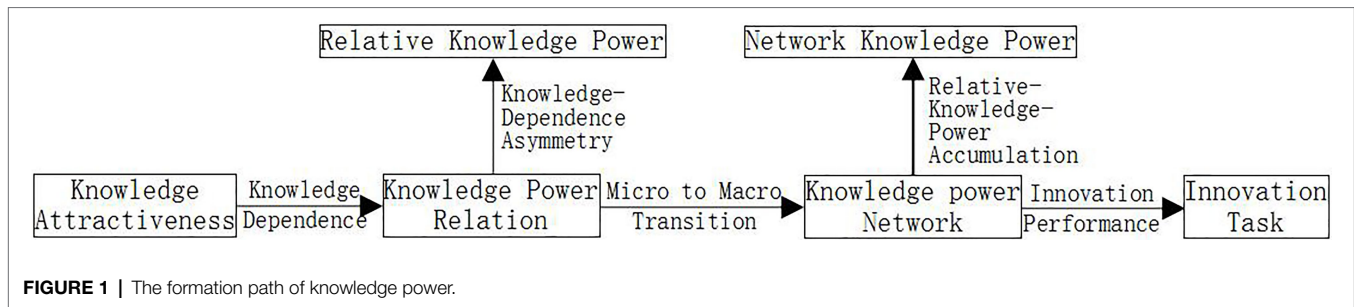 Relative Knowledge Power
Network Knowledge Power
Knowledge-
Dependence
Asymmetry
Relative-
Knowledge-
Power
Accumulation
Knowledge
Attractiveness
Knowledge
Dependence
Knowledge Power
Relation
Micro to Macro
Transition
Knowledge power
Network
Innovation
Performance
Innovation
Task
FIGURE 1 | The formation path of knowledge power.